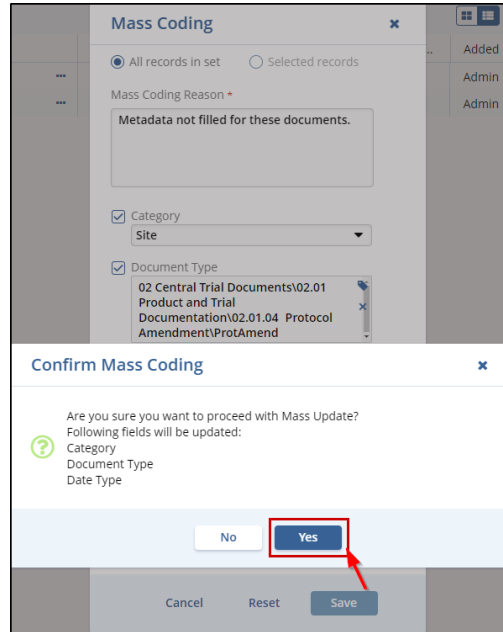 Mass Coding
All records in set
Selected records
.. Added
Mass Coding Reason *
... Admin
... Admin
Metadata not filled for these documents.
Category
Site
Document Type
02 Central Trial Documents\02.01
Product and Trial
Documentation\02.01.04 Protocol
Amendment\ProtAmend
Confirm Mass Coding
Are you sure you want to proceed with Mass Update?
Following fields will be updated:
Category
Document Type
Date Type
No
Yes
Cancel
Reset
Save